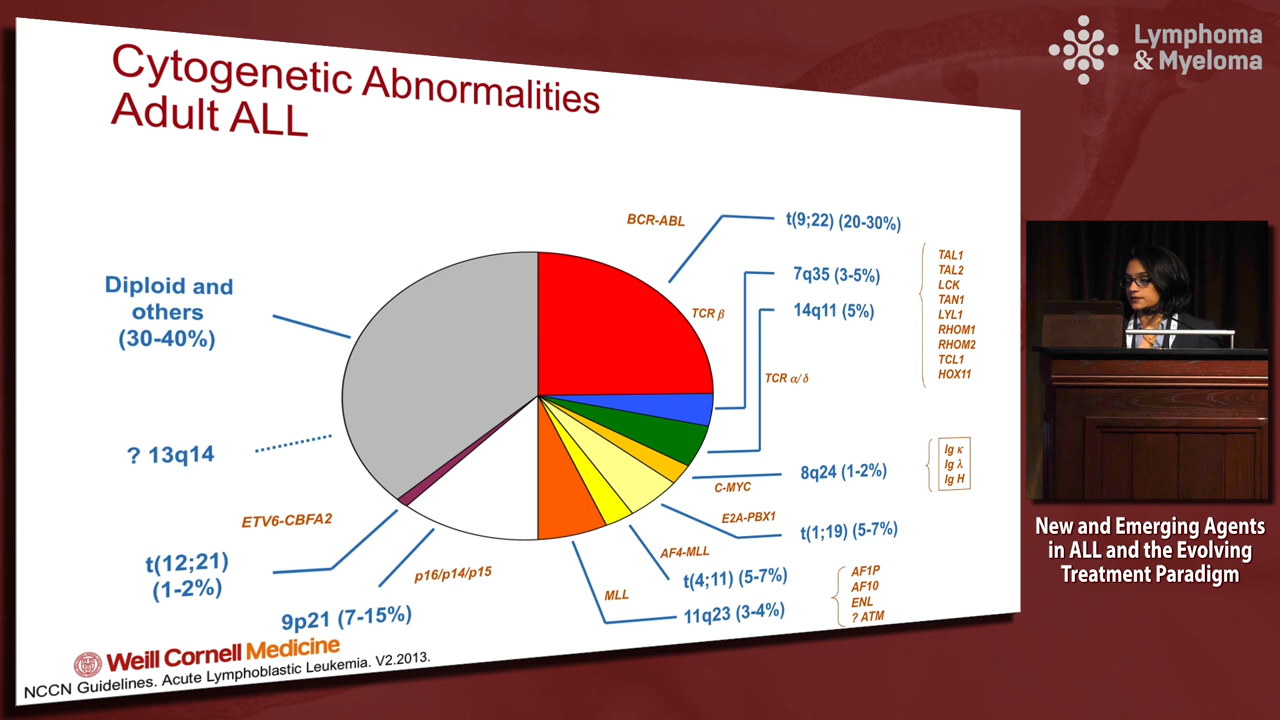 Cytogenetic Abnormalities
Adult ALL
Lymphoma
& Myeloma
BCR-ABL
t(9;22) (20-30%)
7q35 (3-5%)
TCR β
14q11 (5%)
TAL1
TAL2
LCK
TAN1
LYL1
RHOM1
RHOM2
TCL1
HOX11
TCR α/δ
Diploid and
others
(30-40%)
? 13q14
8q24 (1-2%)
Ig κ
Ig λ
Ig H
C-MYC
E2A-PBX1
t(1;19) (5-7%)
ETV6-CBFA2
AF4-MLL
t(4;11) (5-7%)
t(12;21)
(1-2%)
p16/p14/p15
MLL
11q23 (3-4%)
AF1P
AF10
ENL
? ATM
9p21 (7-15%)
Weill Cornell Medicine
NCCN Guidelines. Acute Lymphoblastic Leukemia. V2.2013.
New and Emerging Agents
in ALL and the Evolving
Treatment Paradigm